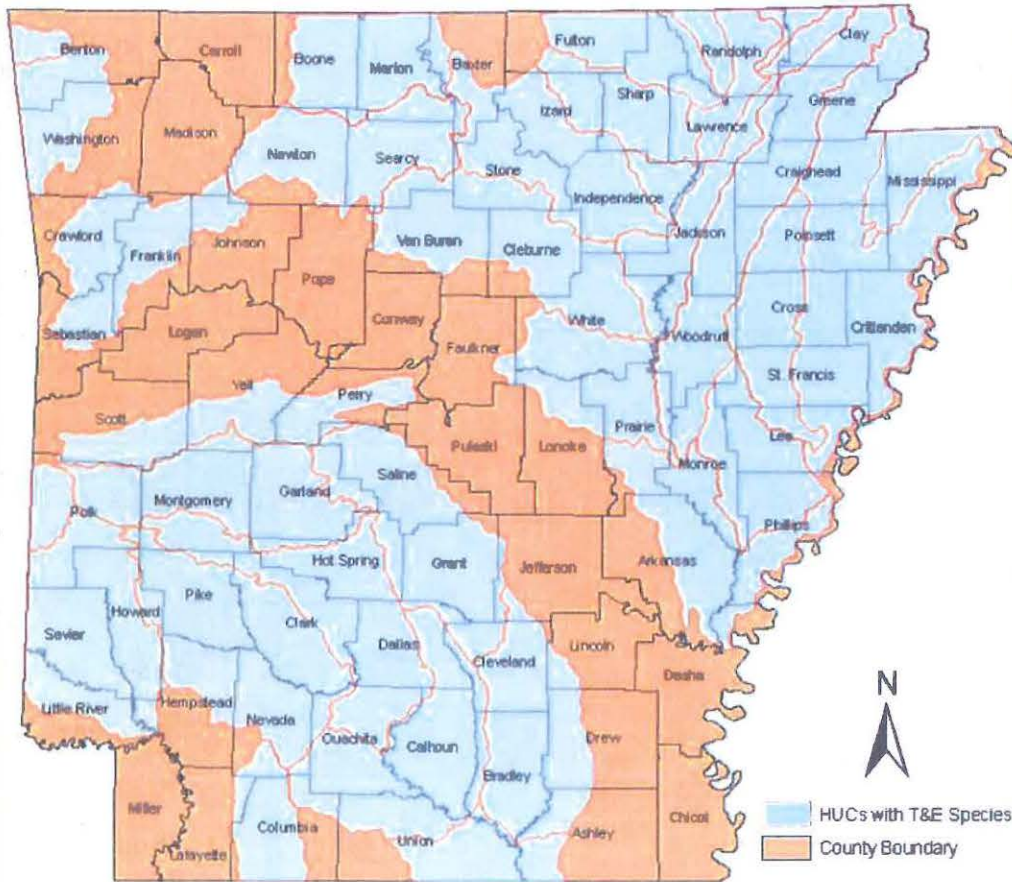 Benton
Carroll
Boone
Marion
Baxter
Fulton
Randolph
Clay
Izard
Sharp
Greene
Washington
Madison
Lawrence
Newton
Searcy
Stone
Craighead
Mississippi
Independence
Crawford
Franklin
Johnson
Van Buren
Cleburne
Jackson
Poinsett
Pope
Cross
Sebastian
Logan
Conway
White
Woodruff
Crittenden
Faulkner
St. Francis
Yell
Scott
Perry
Prairie
Lee
Pulaski
Lonoke
Saline
Monroe
Garland
Montgomery
Polk
Phillips
Hot Spring
Grant
Jefferson
Arkansas
Pike
Howard
Clark
Sevier
Dallas
Cleveland
Lincoln
Desha
N
Hempstead
Little River
Nevada
Ouachita
Calhoun
Drew
Bradley
Miller
Chicot
HUCs with T&E Species
Columbia
Union
Ashley
County Boundary
Lafayette